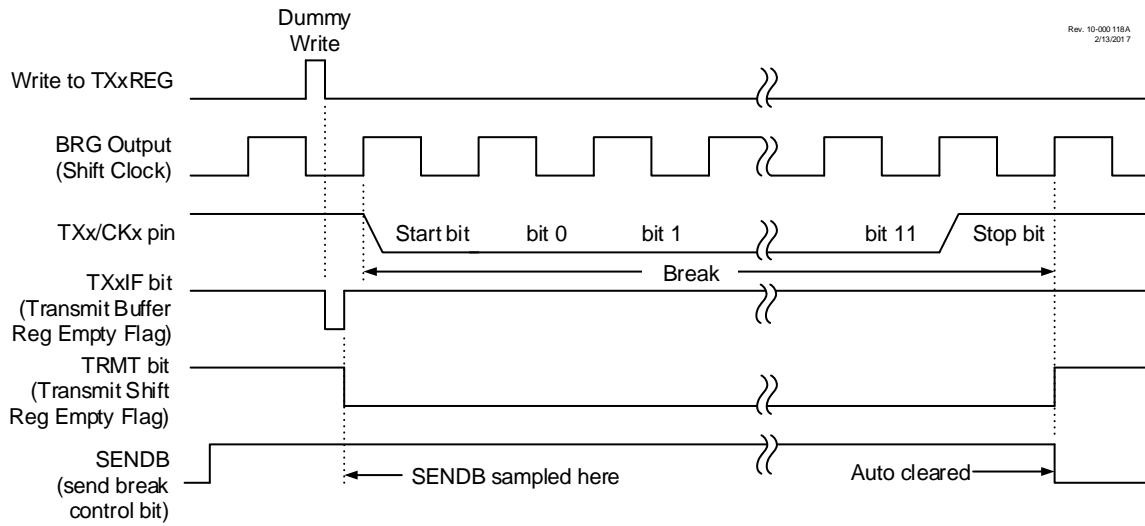 Dummy
Write
Rev. 10-000118A
2/13/2017
Write to TXxREG
BRG Output
(Shift Clock)
TXx/CKx pin
Start bit
bit 0
bit 1
bit 11
Stop bit
Break
TXxIF bit
(Transmit Buffer
Reg Empty Flag)
TRMT bit
(Transmit Shift
Reg Empty Flag)
SENDB
(send break
control bit)
SENDB sampled here
Auto cleared